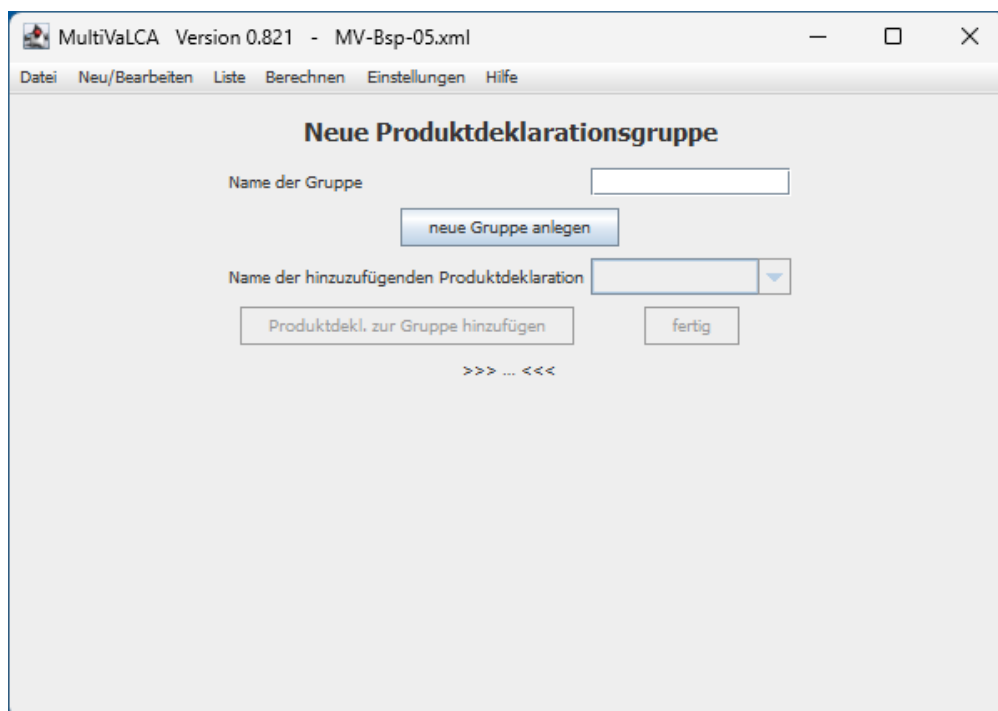 MultiVaLCA Version 0.821 - MV-Bsp-05.xml
Datei Neu/Bearbeiten Liste Berechnen Einstellungen Hilfe
Neue Produktdeklarationsgruppe
Name der Gruppe
neue Gruppe anlegen
Name der hinzuzufügenden Produktdeklaration
Produktdekl. zur Gruppe hinzufügen fertig
>>> ... <<<